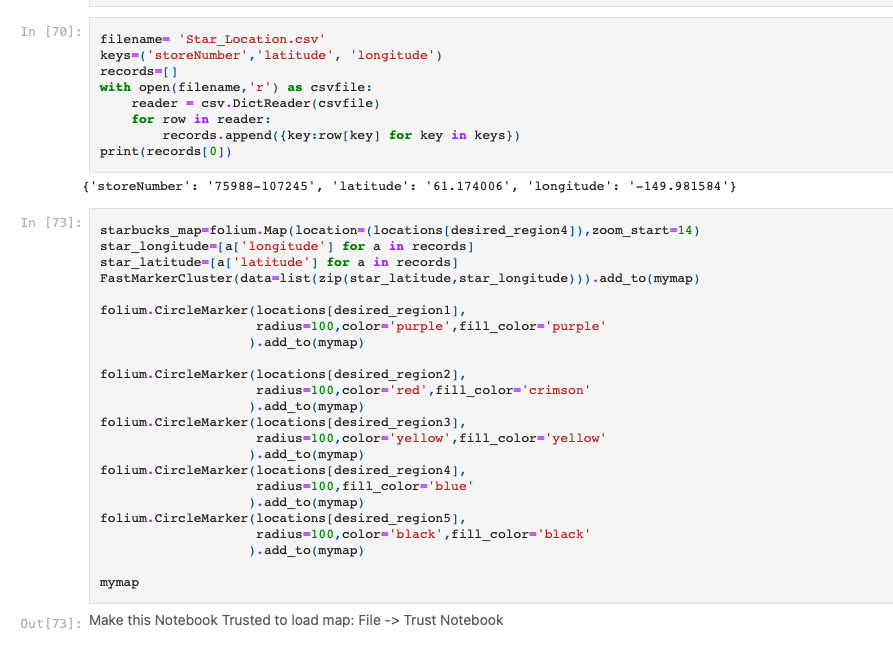 In [70]:
filename= 'Star_Location.csv'
keys=('storeNumber','latitude', 'longitude')
records=[]
with open(filename,'r') as csvfile:
    reader = csv.DictReader(csvfile)
    for row in reader:
        records.append({key:row[key] for key in keys})
print(records[0])
{'storeNumber': '75988-107245', 'latitude': '61.174006', 'longitude': '-149.981584'}
In [73]:
starbucks_map=folium.Map(location=(locations[desired_region4]),zoom_start=14)
star_longitude=[a['longitude'] for a in records]
star_latitude=[a['latitude'] for a in records]
FastMarkerCluster(data=list(zip(star_latitude,star_longitude))).add_to(mymap)
folium.CircleMarker(locations[desired_region1],
                    radius=100,color='purple',fill_color='purple'
                   ).add_to(mymap)
folium.CircleMarker(locations[desired_region2],
                    radius=100,color='red',fill_color='crimson'
                   ).add_to(mymap)
folium.CircleMarker(locations[desired_region3],
                    radius=100,color='yellow',fill_color='yellow'
                   ).add_to(mymap)
folium.CircleMarker(locations[desired_region4],
                    radius=100,fill_color='blue'
                   ).add_to(mymap)
folium.CircleMarker(locations[desired_region5],
                    radius=100,color='black',fill_color='black'
                   ).add_to(mymap)
mymap
Out[73]: Make this Notebook Trusted to load map: File -> Trust Notebook